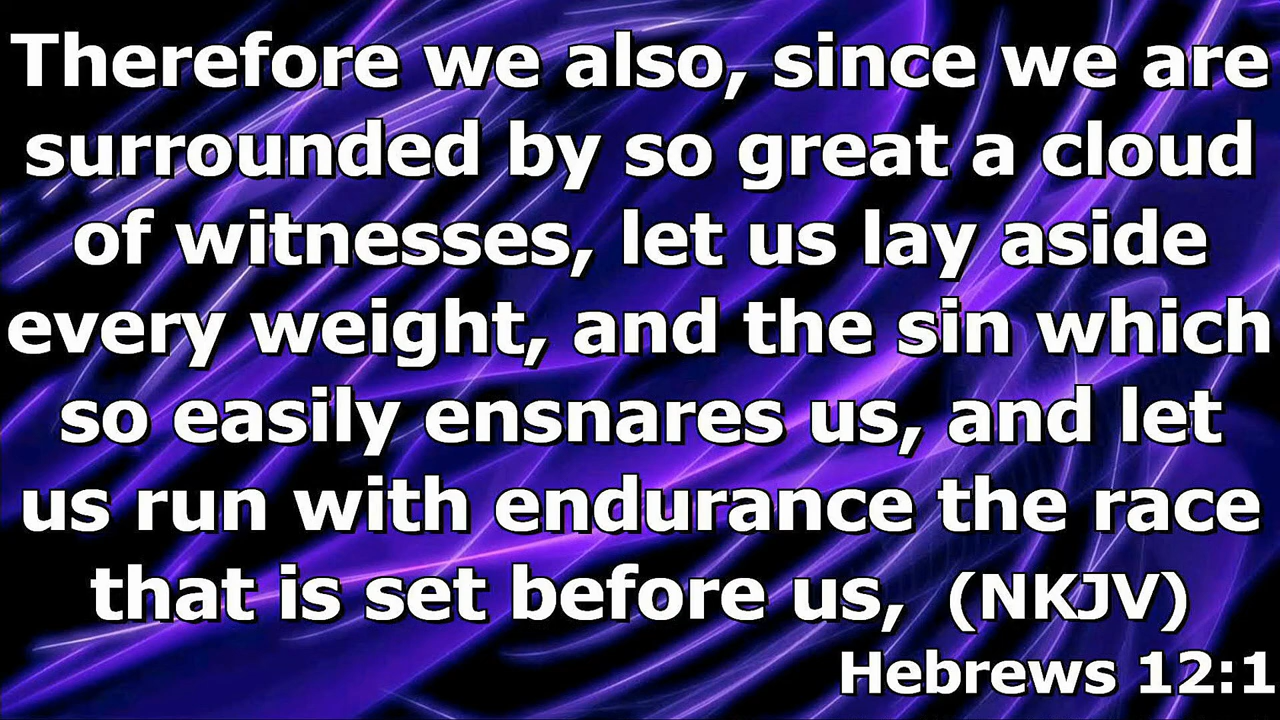 Therefore we also, since we are
surrounded by so great a cloud
of witnesses, let us lay aside
every weight, and the sin which
so easily ensnares us, and let
us run with endurance the race
that is set before us, (NKJV)
Hebrews 12:1